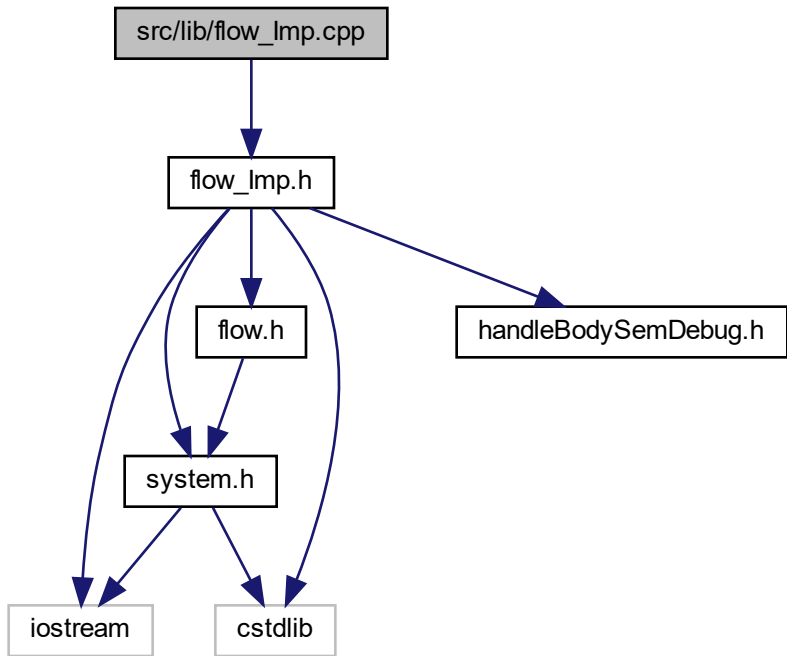 src/lib/flow_Imp.cpp
flow_Imp.h
flow.h
handleBodySemDebug.h
system.h
iostream
cstdlib